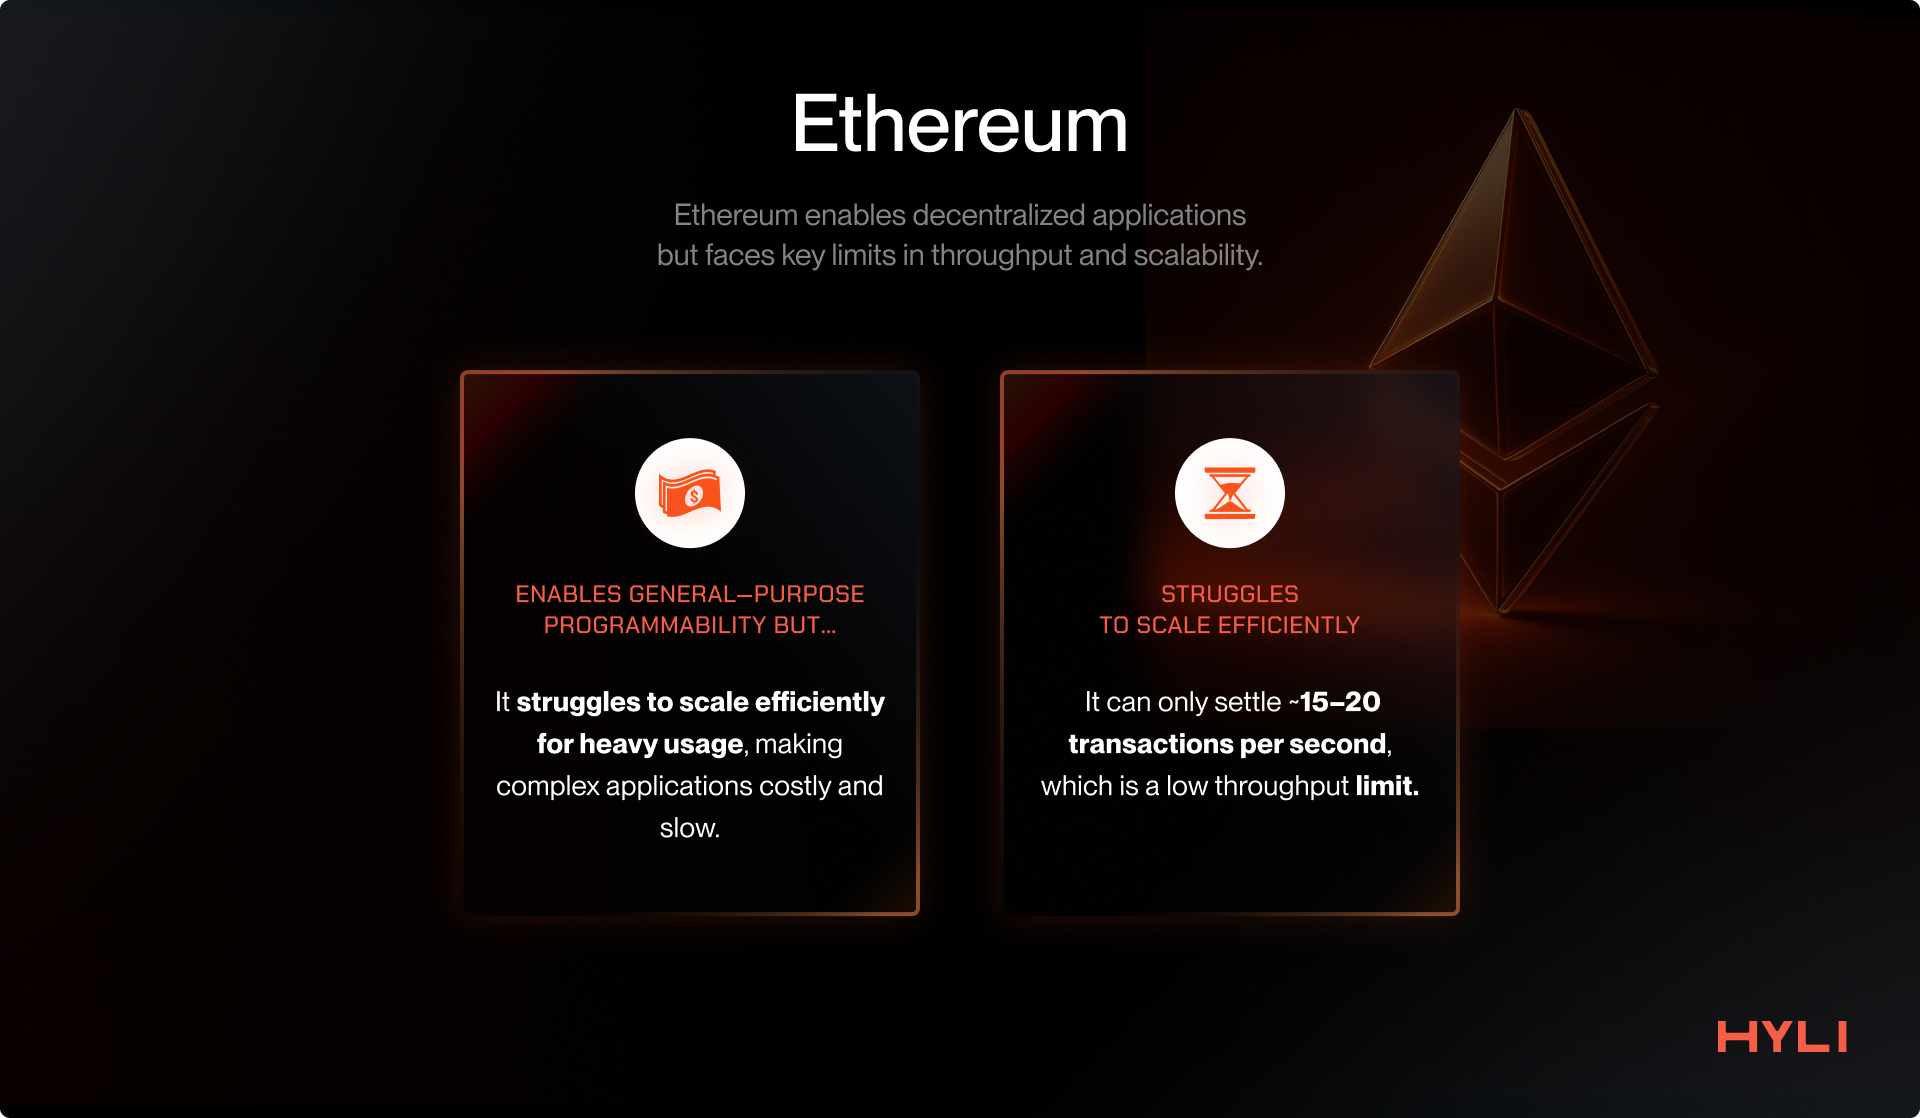 Ethereum
Ethereum enables decentralized applications
but faces key limits in throughput and scalability.
ENABLES GENERAL—PURPOSE
PROGRAMMABILITY BUT...
It struggles to scale efficiently
for heavy usage, making
complex applications costly and
slow.
STRUGGLES
TO SCALE EFFICIENTLY
It can only settle ~15–20
transactions per second,
which is a low throughput limit.
HYLI